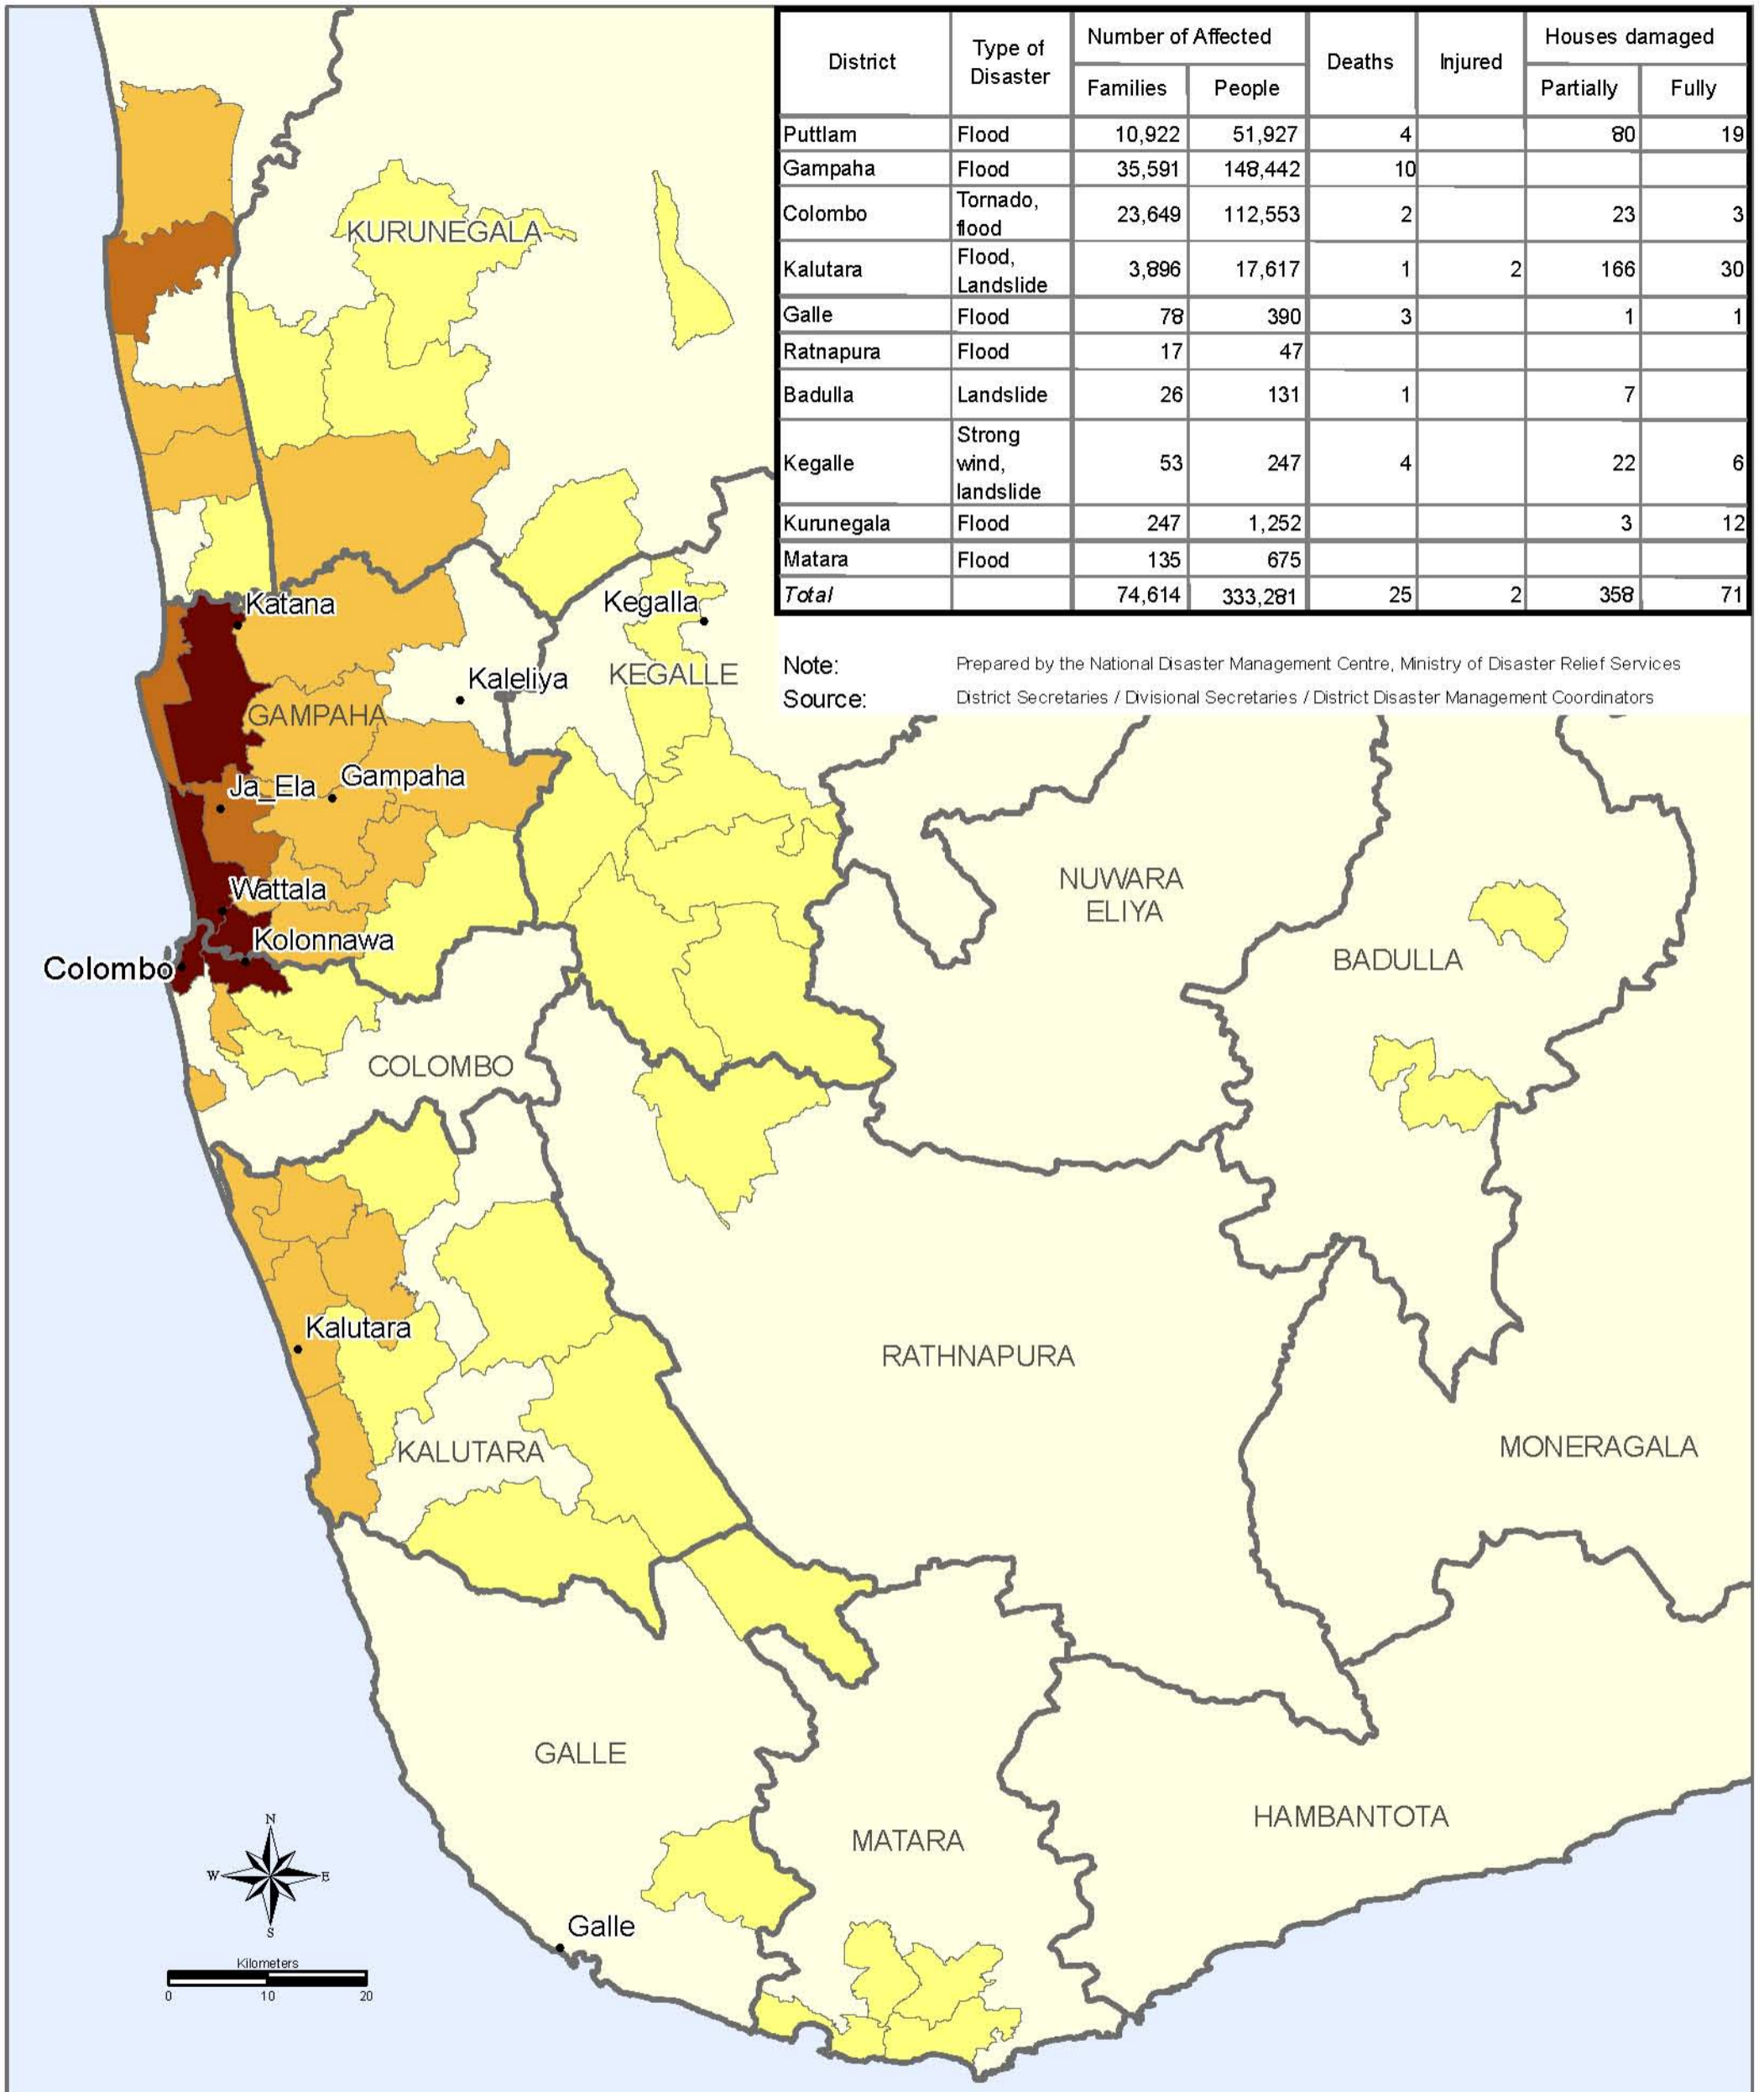 District Type of Disaster Number of Affected Deaths Injured Houses damaged
Families People Partially Fully
Puttlam Flood 10,922 51,927 4 80 19
Gampaha Flood 35,591 148,442 10
Colombo Tornado, flood 23,649 112,553 2 23 3
Kalutara Flood, Landslide 3,896 17,617 1 2 166 30
Galle Flood 78 390 3 1 1
Ratnapura Flood 17 47
Badulla Landslide 26 131 1 7
Kegalle Strong wind, landslide 53 247 4 22 6
Kurunegala Flood 247 1,252 3 12
Matara Flood 135 675
Total 74,614 333,281 25 2 358 71
Note: Prepared by the National Disaster Management Centre, Ministry of Disaster Relief Services
Source: District Secretaries / Divisional Secretaries / District Disaster Management Coordinators
KURUNEGALA
Katana
Kegalla
Kaleliya
KEGALLE
GAMPAHA
Ja_Ela
Gampaha
Wattala
NUWARA
ELIYA
Kolonnawa
Colombo
BADULLA
COLOMBO
Kalutara
RATHNAPURA
KALUTARA
MONERAGALA
GALLE
HAMBANTOTA
MATARA
Galle
N
W E
S
Kilometers
0 10 20